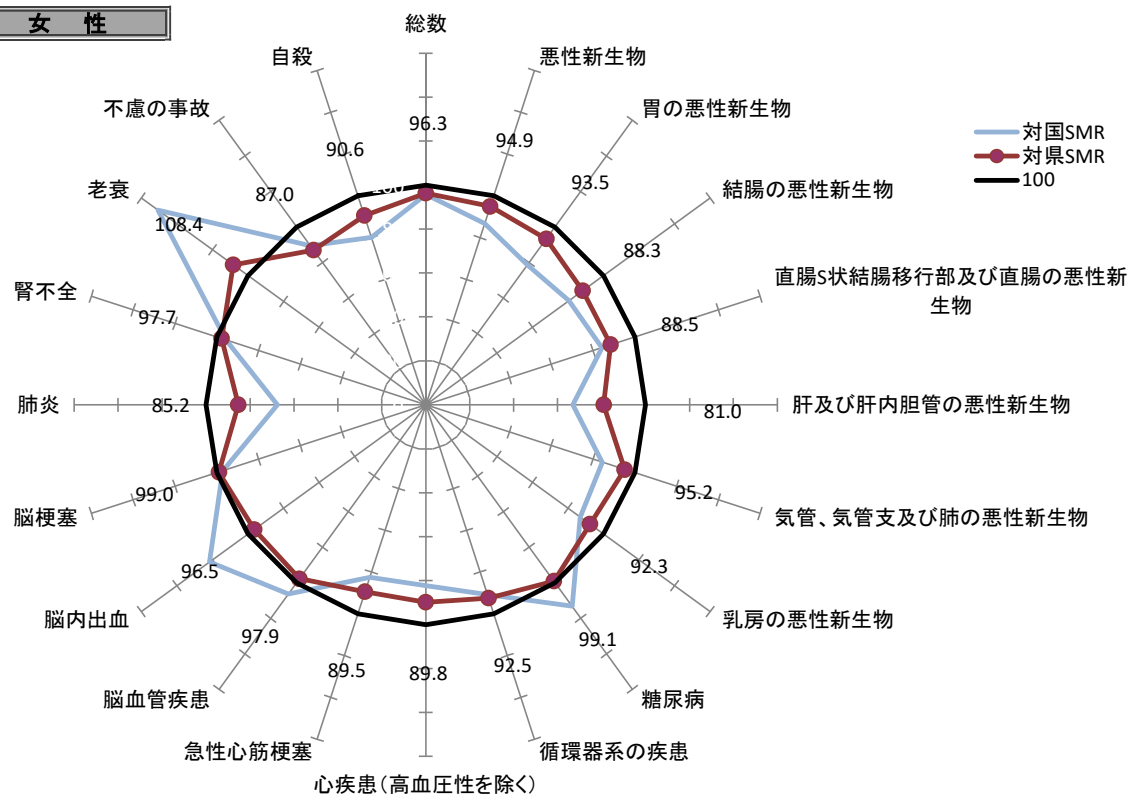 女 性
総数
悪性新生物
胃の悪性新生物
結腸の悪性新生物
直腸S状結腸移行部及び直腸の悪性新
生物
肝及び肝内胆管の悪性新生物
気管、気管支及び肺の悪性新生物
乳房の悪性新生物
糖尿病
循環器系の疾患
心疾患(高血圧性を除く)
急性心筋梗塞
脳血管疾患
脳内出血
脳梗塞
肺炎
腎不全
老衰
不慮の事故
自殺
96.3
94.9
93.5
88.3
88.5
81.0
95.2
92.3
99.1
92.5
89.8
89.5
97.9
96.5
99.0
85.2
97.7
108.4
87.0
90.6
対国SMR
対県SMR
100